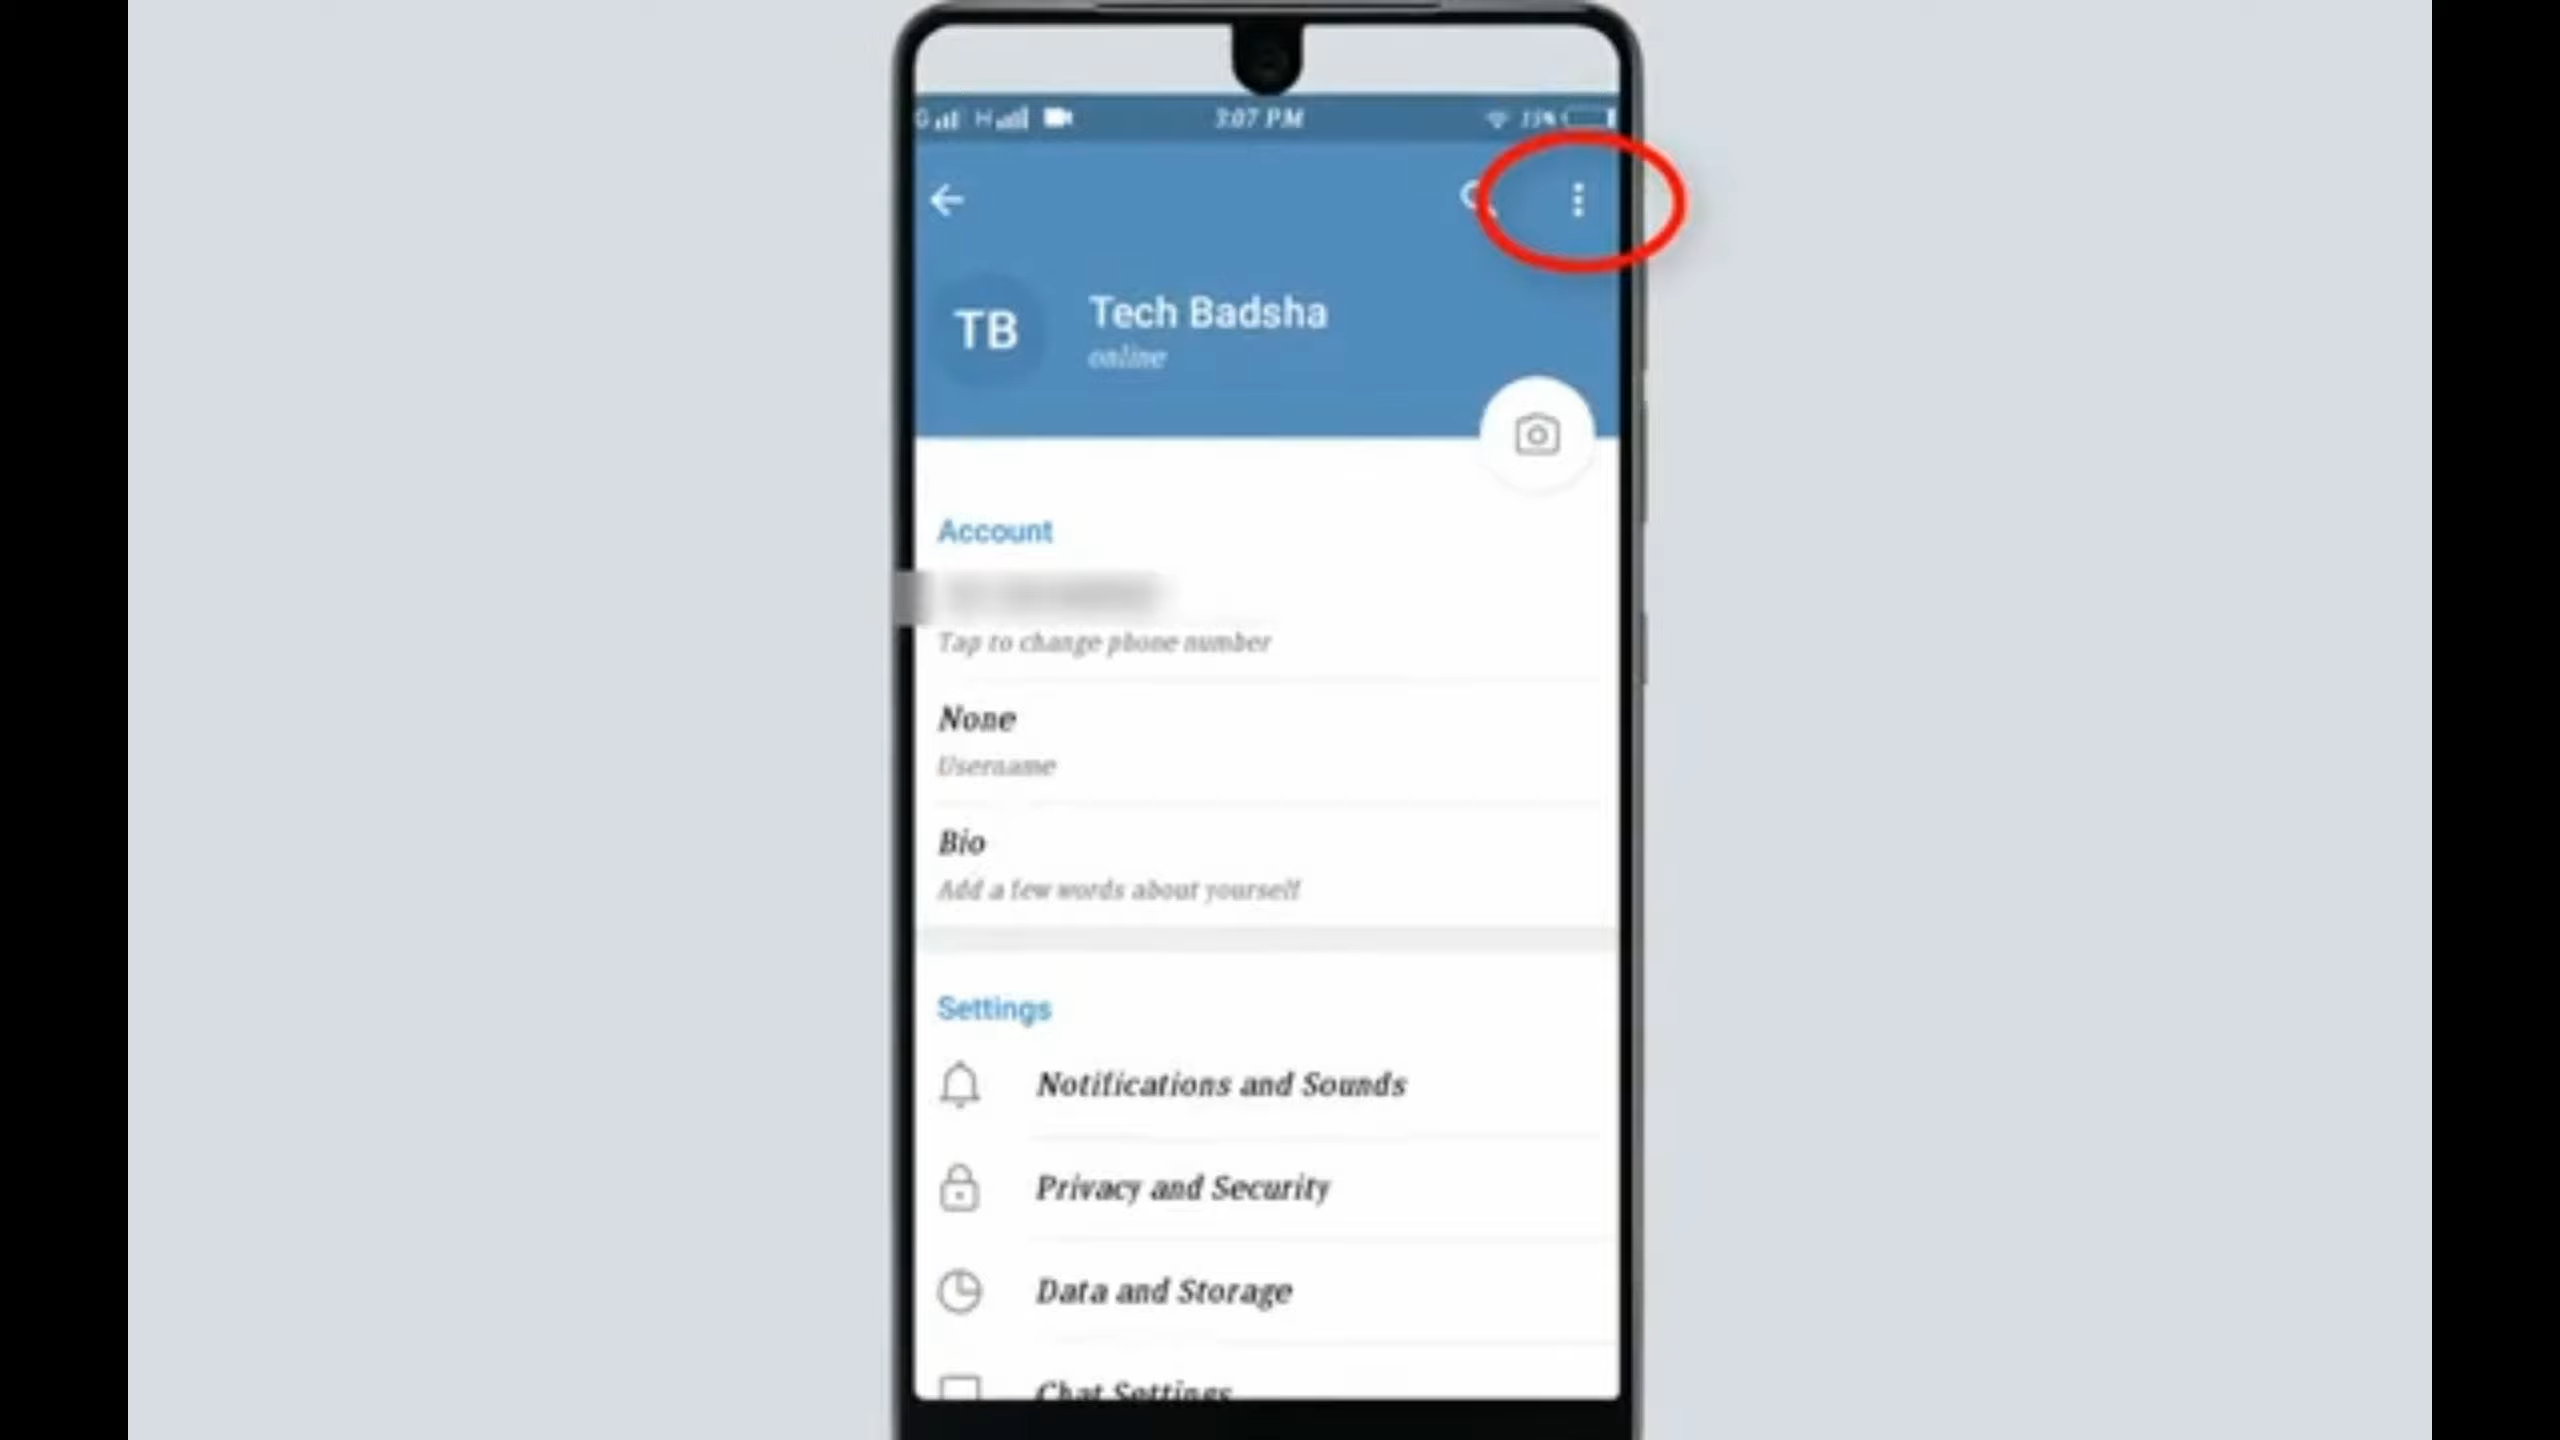 3:07 PM
15%
TB
Tech Badsha
online
Account
Tap to change phone number
None
Username
Bio
Add a few words about yourself
Settings
Notifications and Sounds
Privacy and Security
Data and Storage
Chat Settings